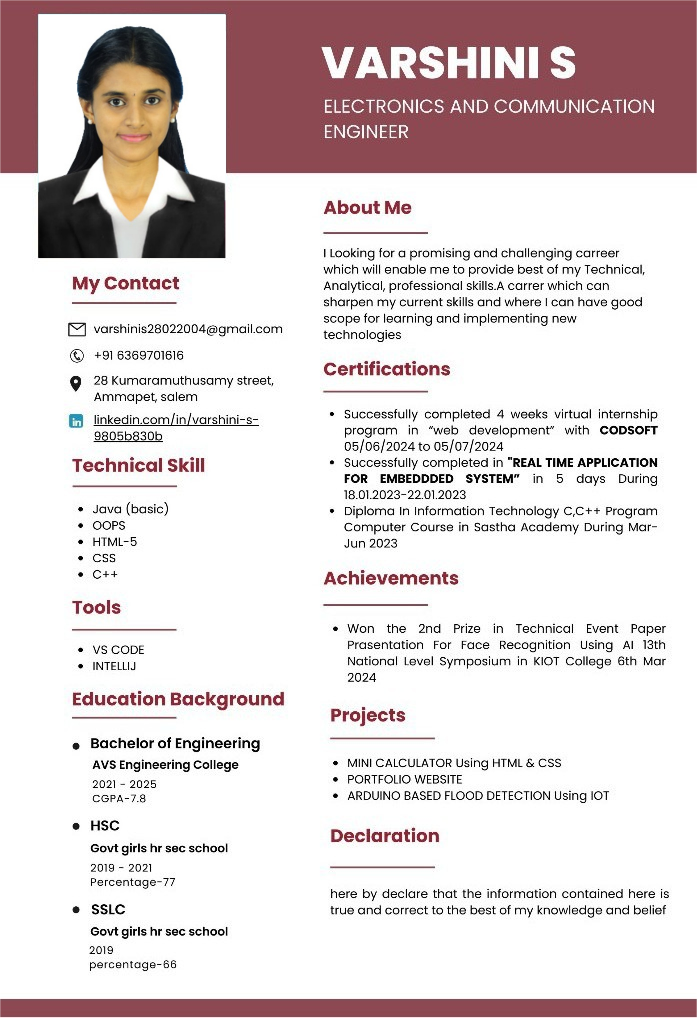 VARSHINI S
ELECTRONICS AND COMMUNICATION
ENGINEER
My Contact
varshinis28022004@gmail.com
+91 6369701616
28 Kumaramuthusamy street,
Ammapet, salem
linkedin.com/in/varshini-s-
9805b830b
Technical Skill
Java (basic)
OOPS
HTML-5
CSS
C++
Tools
VS CODE
INTELLIJ
Education Background
Bachelor of Engineering
AVS Engineering College
2021 - 2025
CGPA-7.8
HSC
Govt girls hr sec school
2019 - 2021
Percentage-77
SSLC
Govt girls hr sec school
2019
percentage-66
About Me
I Looking for a promising and challenging carreer
which will enable me to provide best of my Technical,
Analytical, professional skills.A carrer which can
sharpen my current skills and where I can have good
scope for learning and implementing new
technologies
Certifications
Successfully completed 4 weeks virtual internship
program in “web development” with CODSOFT
05/06/2024 to 05/07/2024
Successfully completed in "REAL TIME APPLICATION
FOR EMBEDDDED SYSTEM” in 5 days During
18.01.2023-22.01.2023
Diploma In Information Technology C,C++ Program
Computer Course in Sastha Academy During Mar-
Jun 2023
Achievements
Won the 2nd Prize in Technical Event Paper
Prasentation For Face Recognition Using AI 13th
National Level Symposium in KIOT College 6th Mar
2024
Projects
MINI CALCULATOR Using HTML & CSS
PORTFOLIO WEBSITE
ARDUINO BASED FLOOD DETECTION Using IOT
Declaration
here by declare that the information contained here is
true and correct to the best of my knowledge and belief